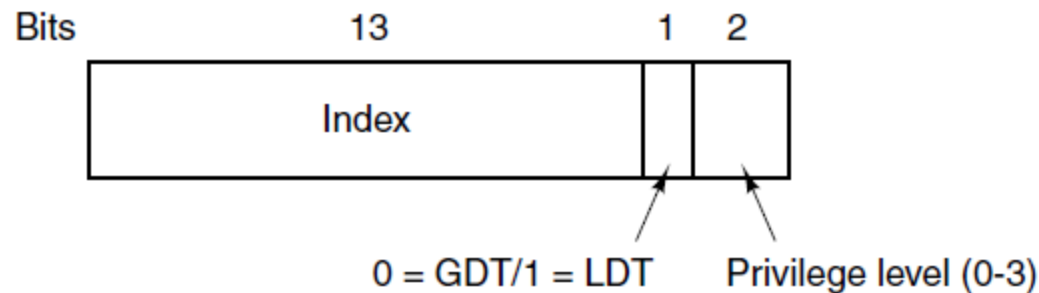 Bits 13 1 2
Index
0 = GDT/1 = LDT Privilege level (0-3)